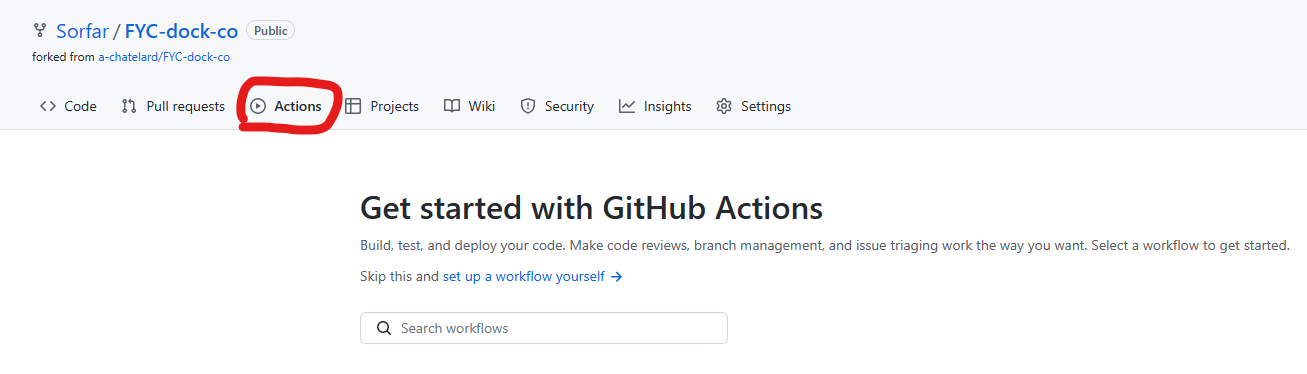 Sorfar / FYC-dock-co Public
forked from a-chatelard/FYC-dock-co
Code Pull requests Actions Projects Wiki Security Insights Settings
Get started with GitHub Actions
Build, test, and deploy your code. Make code reviews, branch management, and issue triaging work the way you want. Select a workflow to get started.
Skip this and set up a workflow yourself →
Search workflows